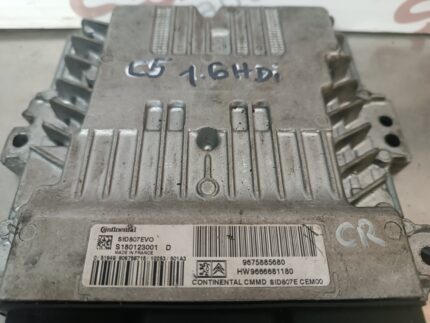 C5 1.6HDi
Continental
SID807EVO
S180123001 D
MADE IN FRANCE
9675885680
HW9666681180
CONTINENTAL CMMD SID807E CEM00
CR